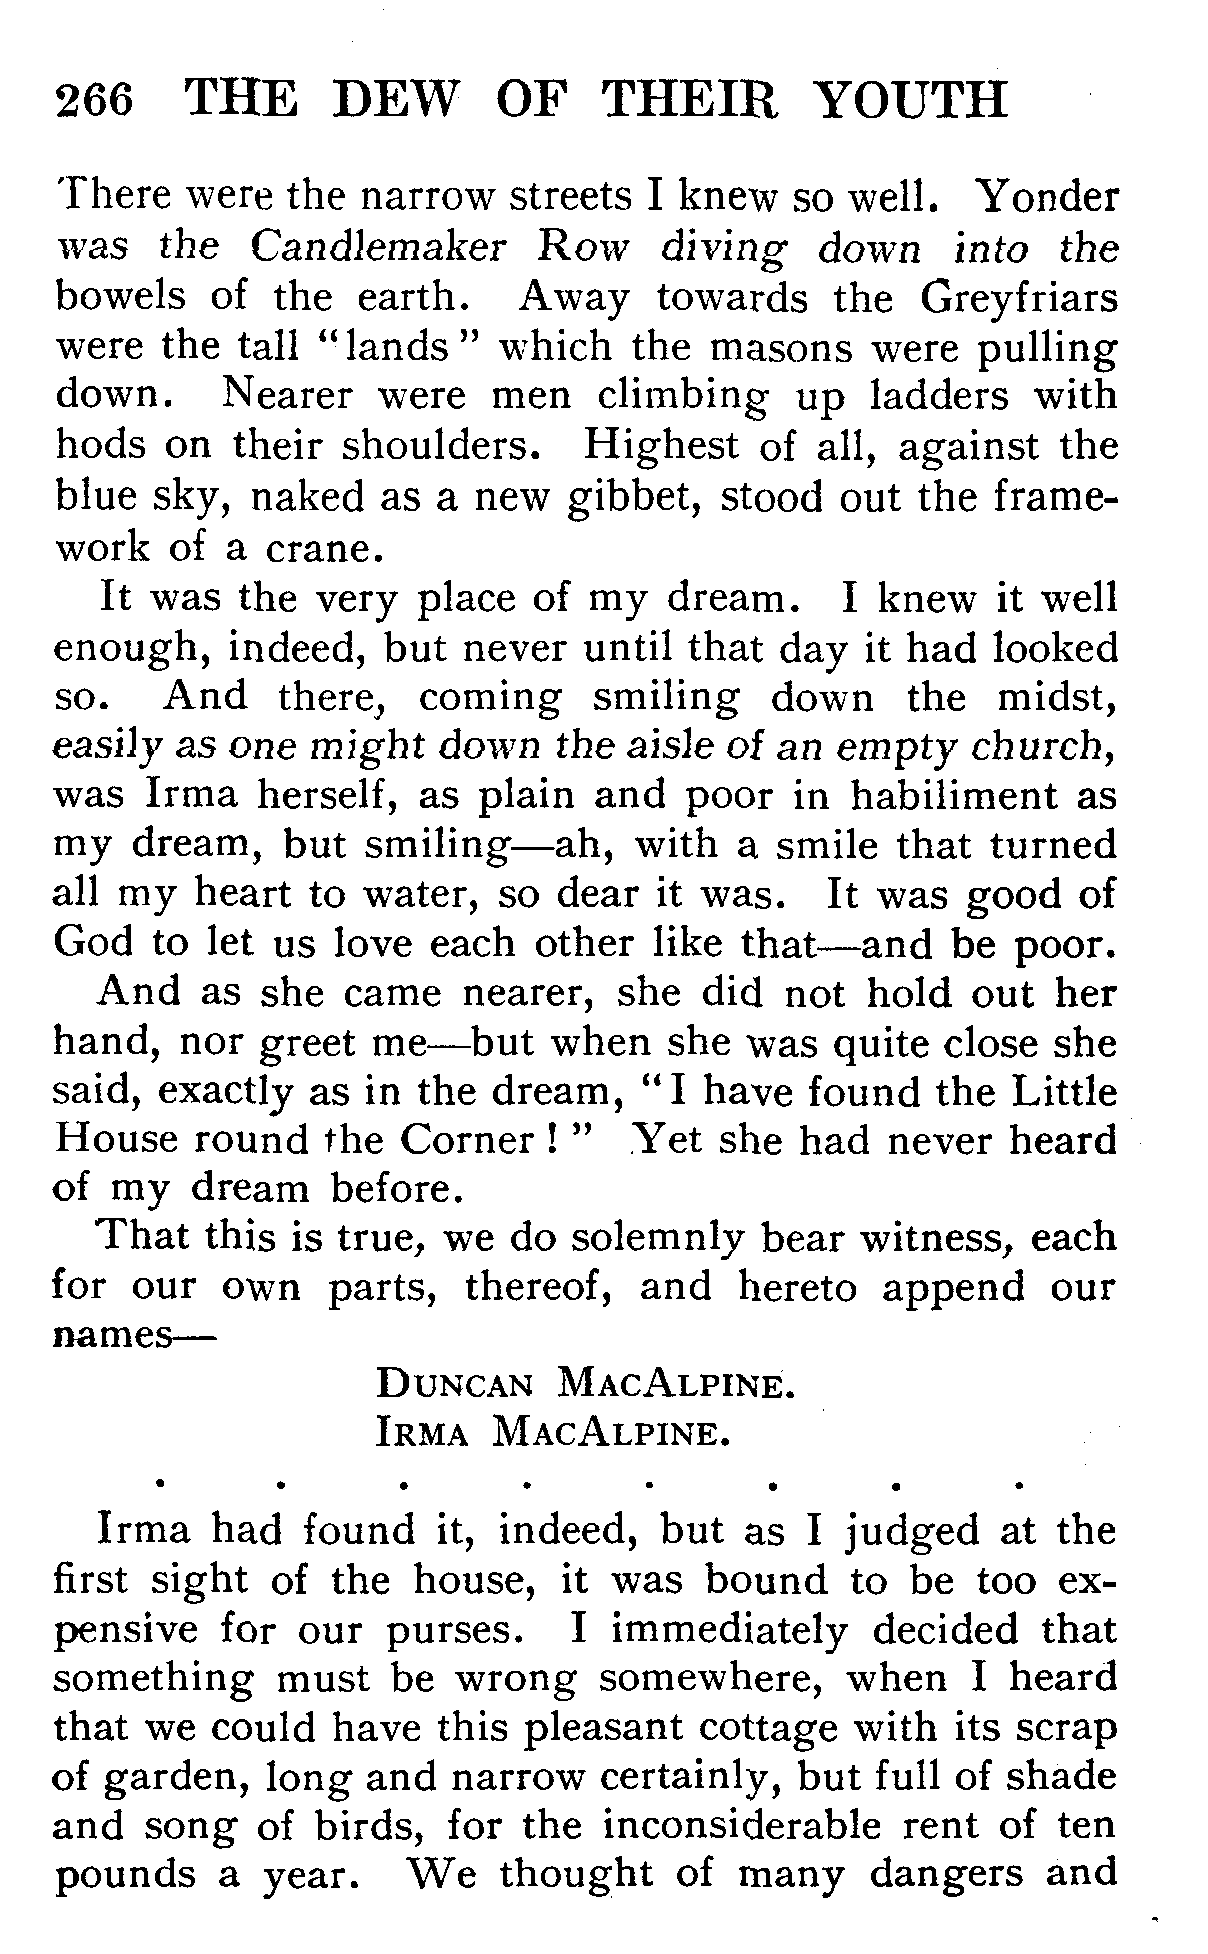 266 THE DEW OF THEIR YOUTH
There were the narrow streets I knew so well. Yonder
was the Candlemaker Row diving down into the
bowels of the earth. Away towards the Greyfriars
were the tall “lands” which the masons were pulling
down. Nearer were men climbing up ladders with
hods on their shoulders. Highest of all, against the
blue sky, naked as a new gibbet, stood out the frame-
work of a crane.
It was the very place of my dream. I knew it well
enough, indeed, but never until that day it had looked
so. And there, coming smiling down the midst,
easily as one might down the aisle of an empty church,
was Irma herself, as plain and poor in habiliment as
my dream, but smiling—ah, with a smile that turned
all my heart to water, so dear it was. It was good of
God to let us love each other like that—and be poor.
And as she came nearer, she did not hold out her
hand, nor greet me—but when she was quite close she
said, exactly as in the dream, “I have found the Little
House round the Corner!” Yet she had never heard
of my dream before.
That this is true, we do solemnly bear witness, each
for our own parts, thereof, and hereto append our
names—
DUNCAN MACALPINE.
IRMA MACALPINE.
. . . . . . . .
Irma had found it, indeed, but as I judged at the
first sight of the house, it was bound to be too ex-
pensive for our purses. I immediately decided that
something must be wrong somewhere, when I heard
that we could have this pleasant cottage with its scrap
of garden, long and narrow certainly, but full of shade
and song of birds, for the inconsiderable rent of ten
pounds a year. We thought of many dangers and